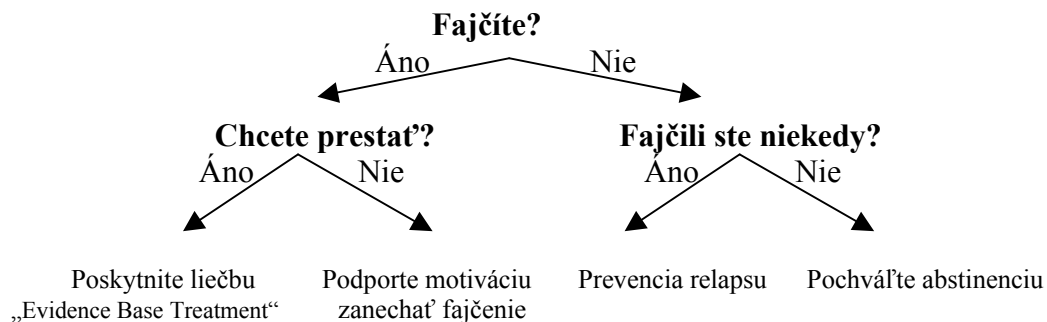 Fajčíte?
Áno Nie
Chcete prestať? Fajčili ste niekedy?
Áno Nie Áno Nie
Poskytnite liečbu Podporte motiváciu Prevencia relapsu Pochváľte abstinenciu
„Evidence Base Treatment“ zanechať fajčenie